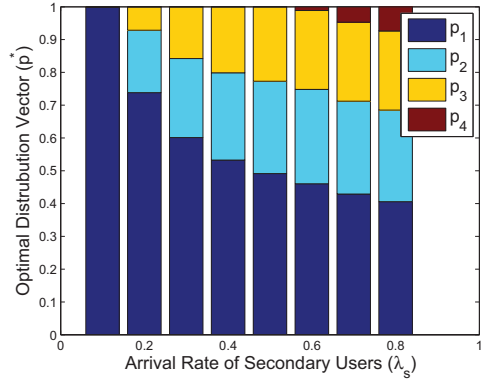 Optimal Distrubution Vector (p*)
1
0.9
0.8
0.7
0.6
0.5
0.4
0.3
0.2
0.1
0
p1
p2
p3
p4
0 0.2 0.4 0.6 0.8 1
Arrival Rate of Secondary Users (λs)